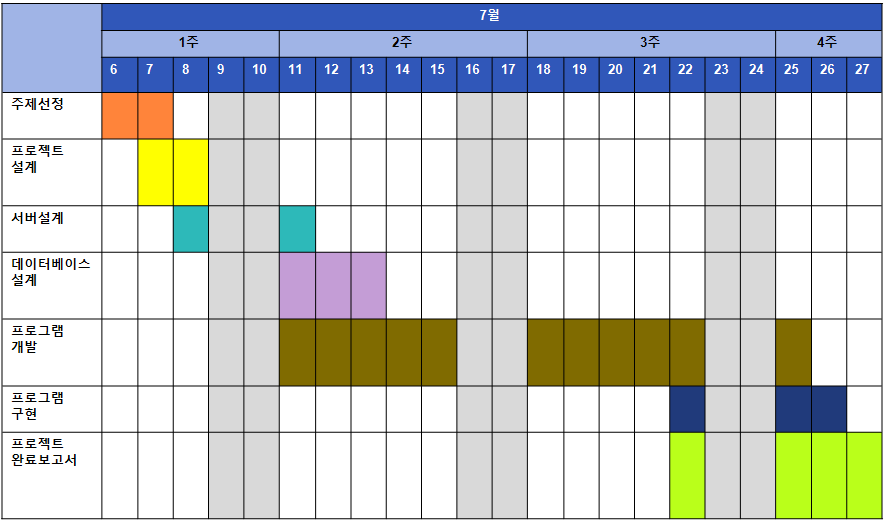 7월
1주 2주 3주 4주
6 7 8 9 10 11 12 13 14 15 16 17 18 19 20 21 22 23 24 25 26 27
주제선정
프로젝트
설계
서버설계
데이터베이스
설계
프로그램
개발
프로그램
구현
프로젝트
완료보고서